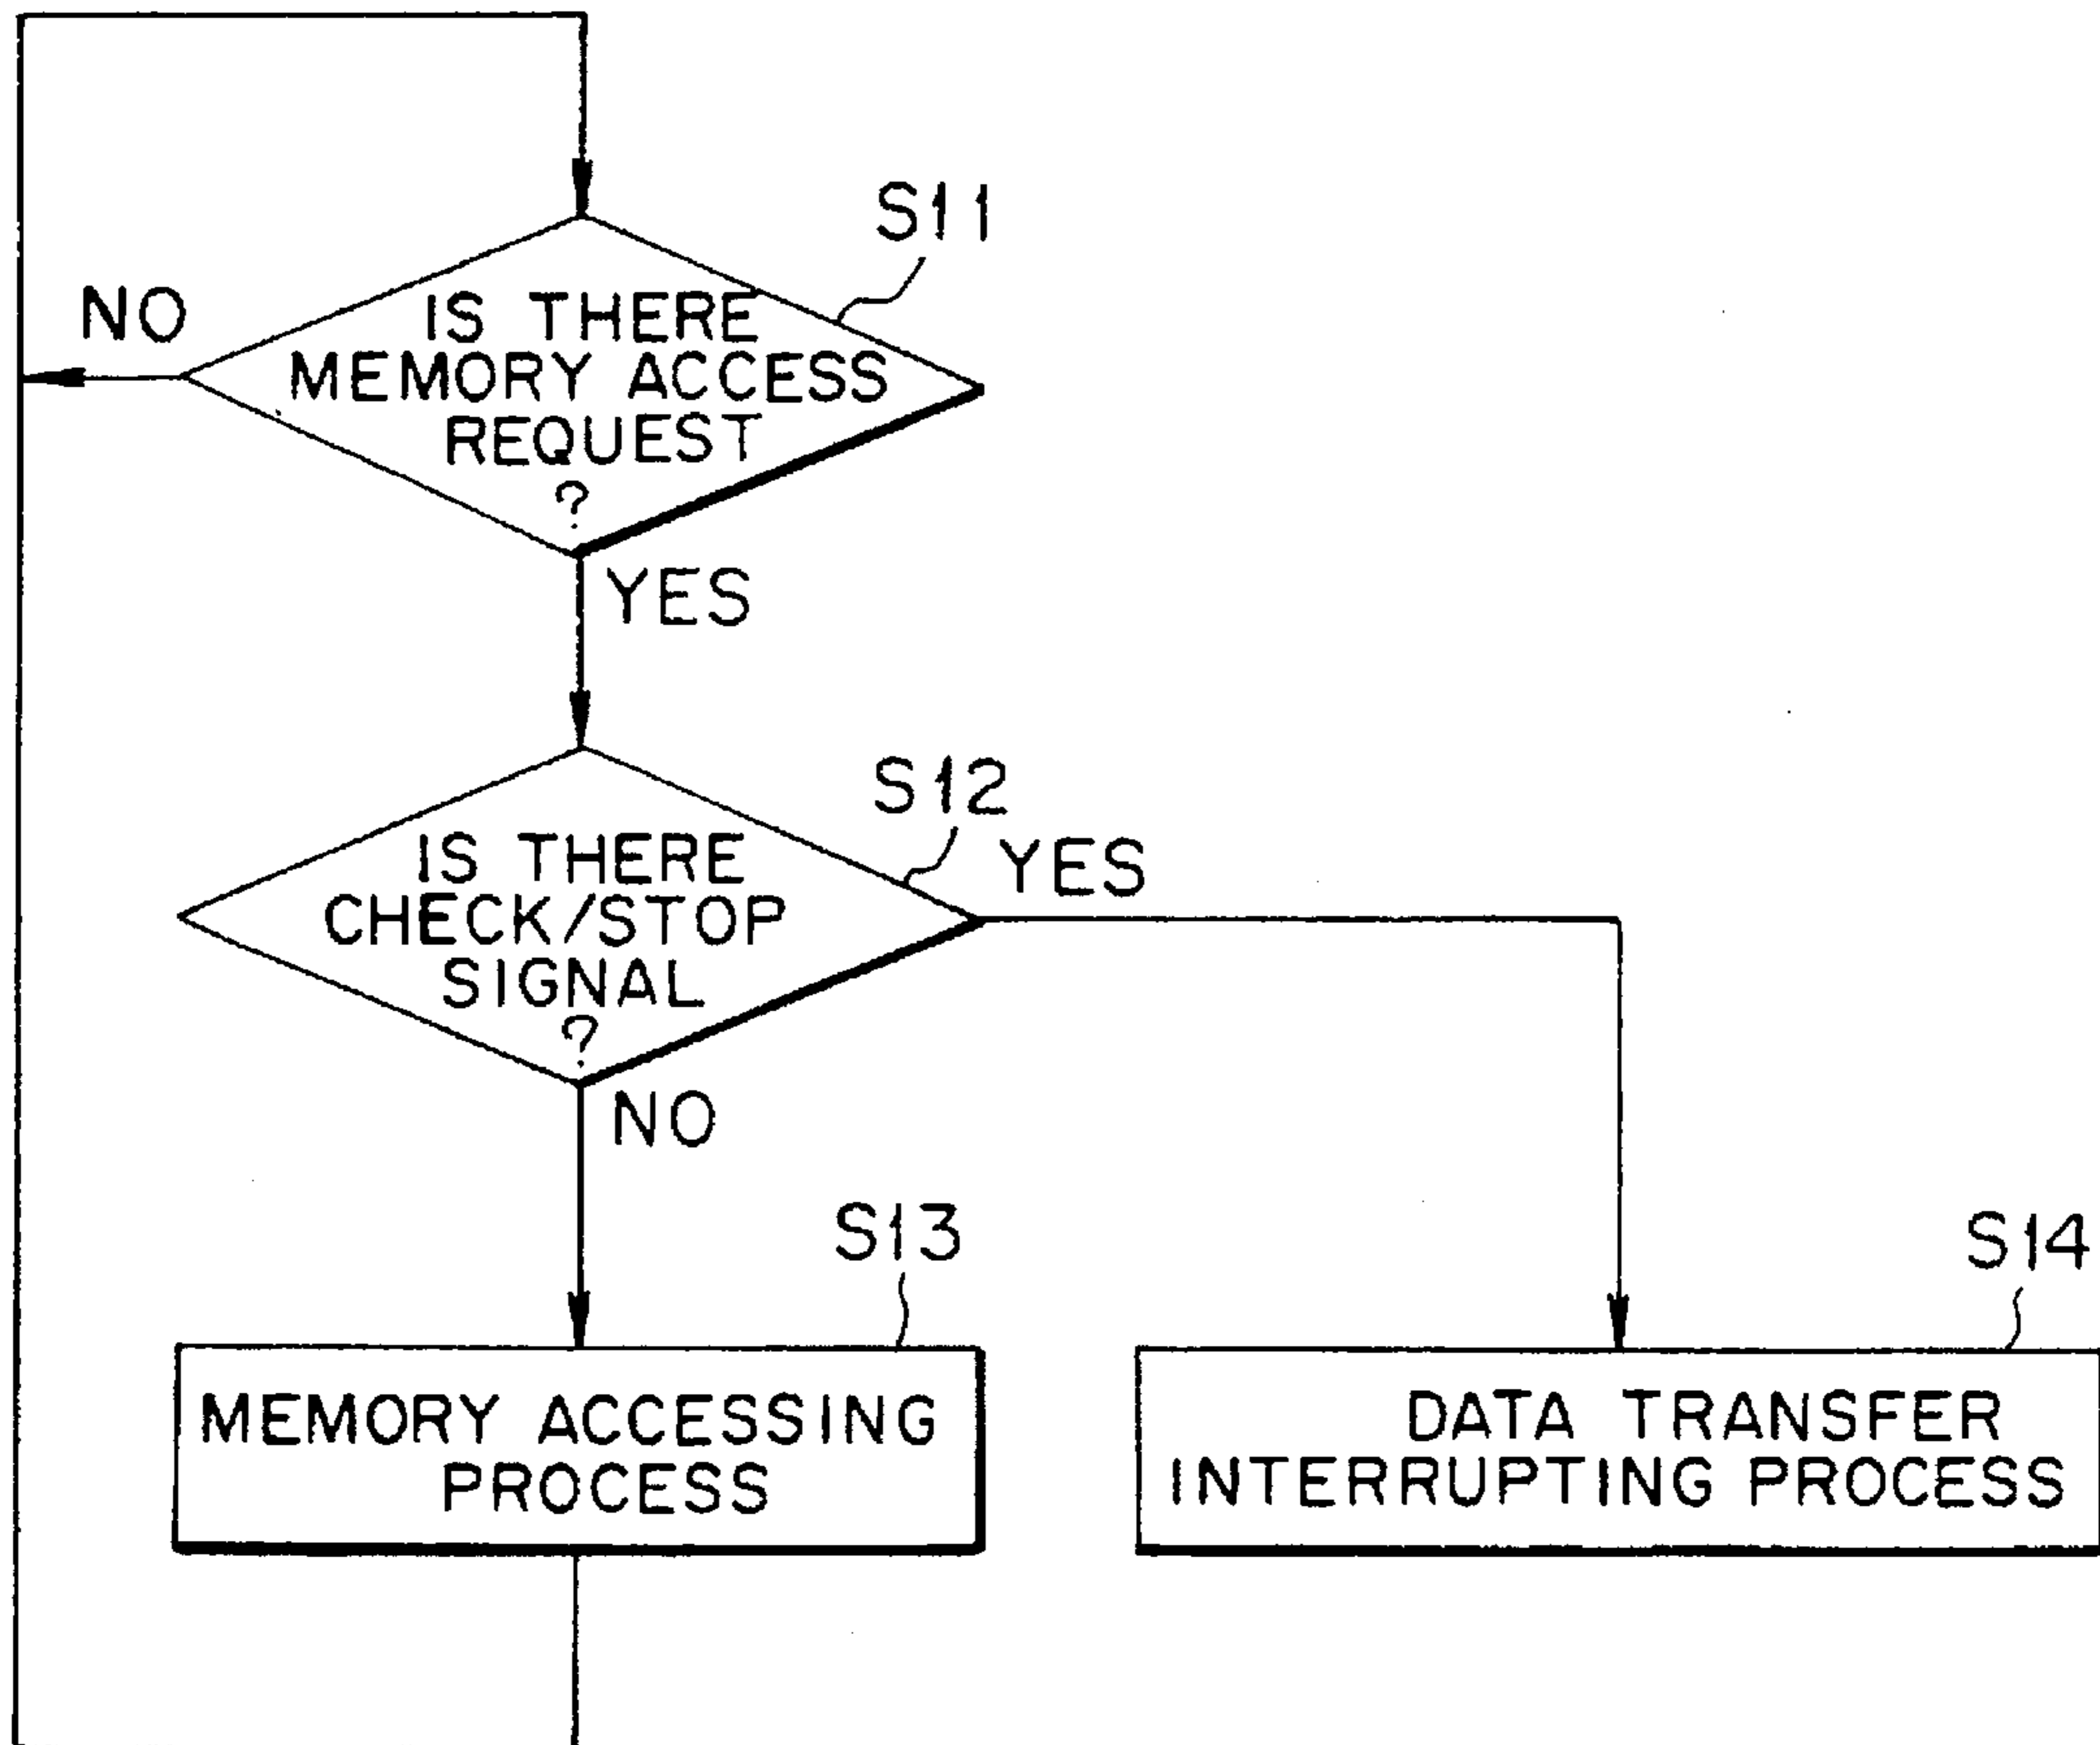 S11
NO
IS THERE
MEMORY ACCESS
REQUEST
?
YES
S12
YES
IS THERE
CHECK/STOP
SIGNAL
?
NO
S13
S14
MEMORY ACCESSING
PROCESS
DATA TRANSFER
INTERRUPTING PROCESS